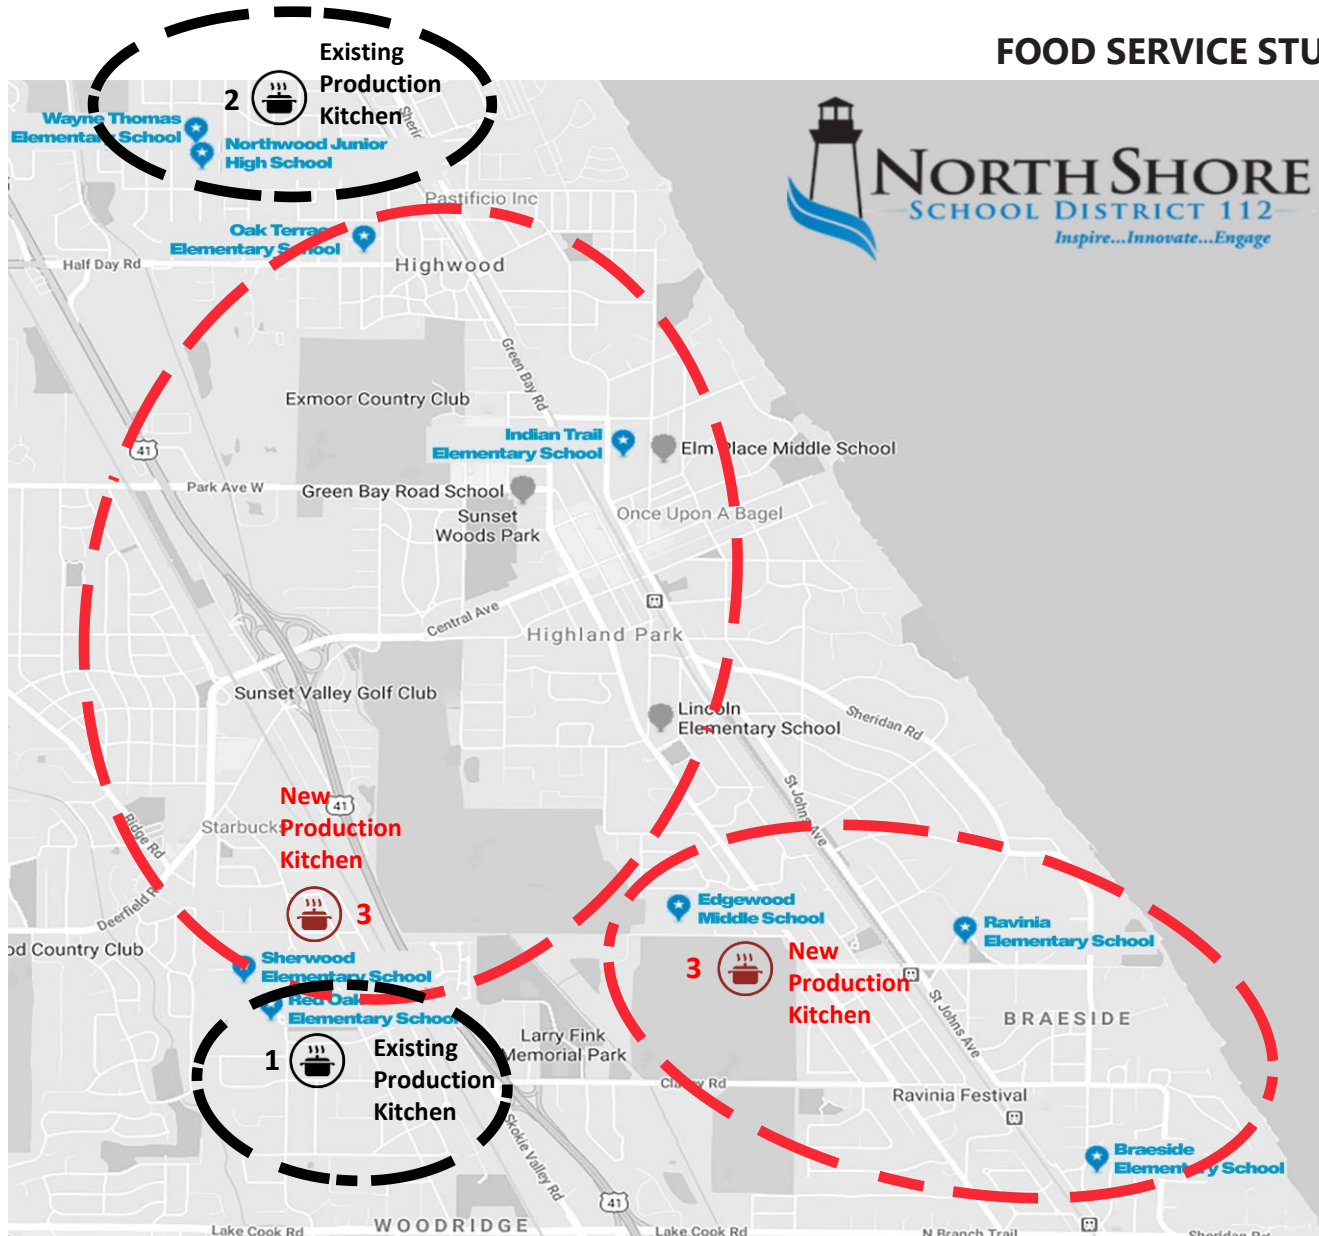 FOOD SERVICE STU
Existing
Production
Kitchen
2
Wayne Thomas
Elementary School
Northwood Junior
High School
NORTH SHORE
SCHOOL DISTRICT 112
Inspire...Innovate...Engage
Pastificio Inc
Oak Terrace
Elementary School
Half Day Rd
Highwood
Green Bay Rd
Exmoor Country Club
Indian Trail
Elementary School
Elm Place Middle School
41
Park Ave W
Green Bay Road School
Sunset
Woods Park
Once Upon A Bagel
Central Ave
Highland Park
Sunset Valley Golf Club
Lincoln
Elementary School
Sheridan Rd
New
Production
Kitchen
41
Starbucks
Ridge Rd
St Johns Ave
Deerfield R
3
Edgewood
Middle School
Ravinia
Elementary School
od Country Club
Sherwood
Elementary School
3
New
Production
Kitchen
St Johns Ave
BRAESIDE
Red Oak
Elementary School
1
Existing
Production
Kitchen
Larry Fink
Memorial Park
Clavey Rd
Ravinia Festival
Skokie Valley Rd
Braeside
Elementary School
41
WOODRIDGE
Lake Cook Rd
Lake Cook Rd
N Branch Trail